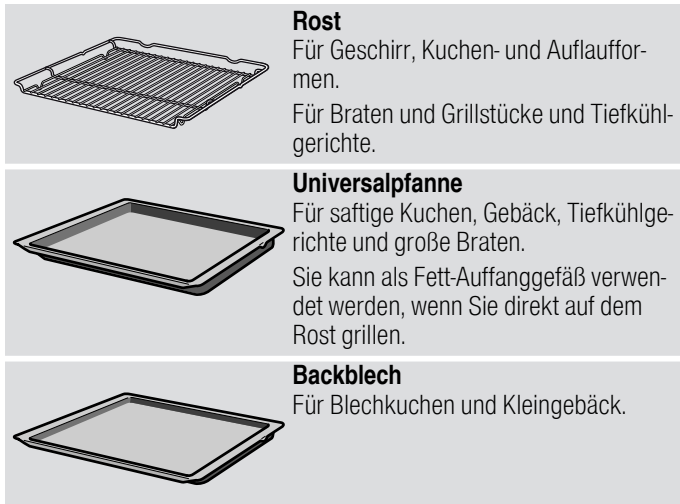 Rost
Für Geschirr, Kuchen- und Auflauffor-
men.
Für Braten und Grillstücke und Tiefkühl-
gerichte.
Universalpfanne
Für saftige Kuchen, Gebäck, Tiefkühlge-
richte und große Braten.
Sie kann als Fett-Auffanggefäß verwen-
det werden, wenn Sie direkt auf dem
Rost grillen.
Backblech
Für Blechkuchen und Kleingebäck.